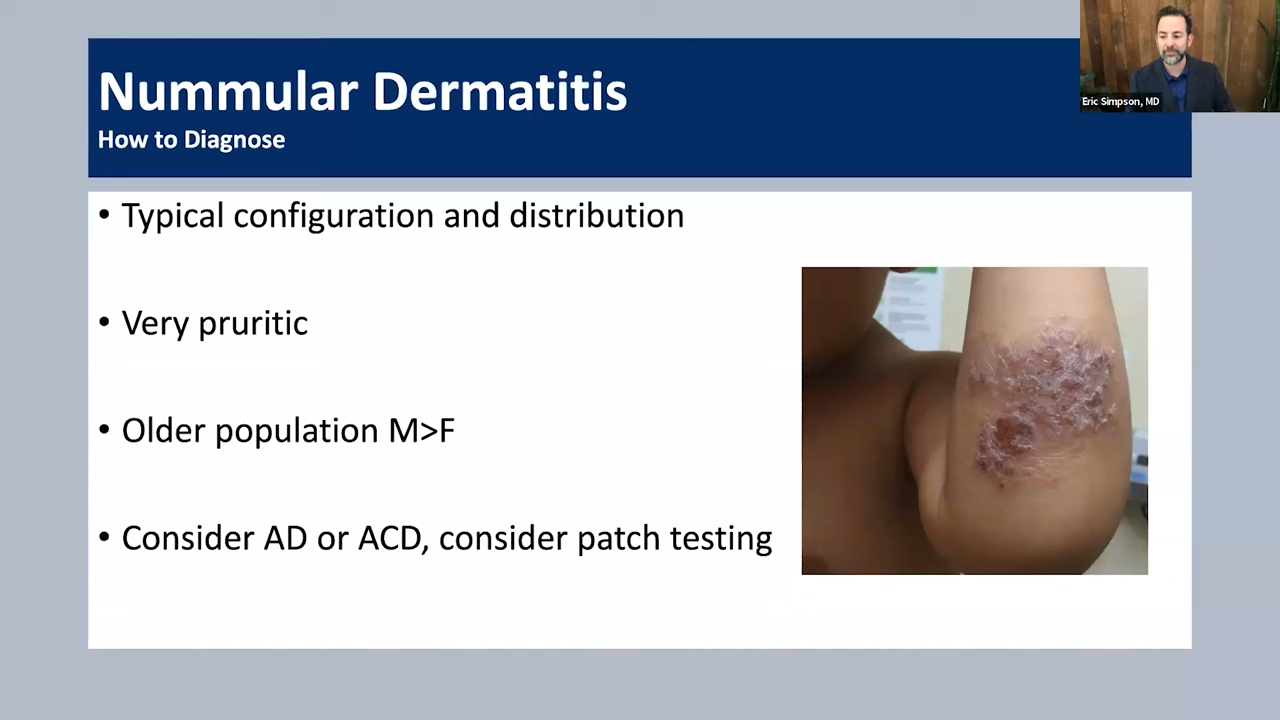 Nummular Dermatitis
How to Diagnose
Eric Simpson, MD
• Typical configuration and distribution
• Very pruritic
• Older population M>F
• Consider AD or ACD, consider patch testing